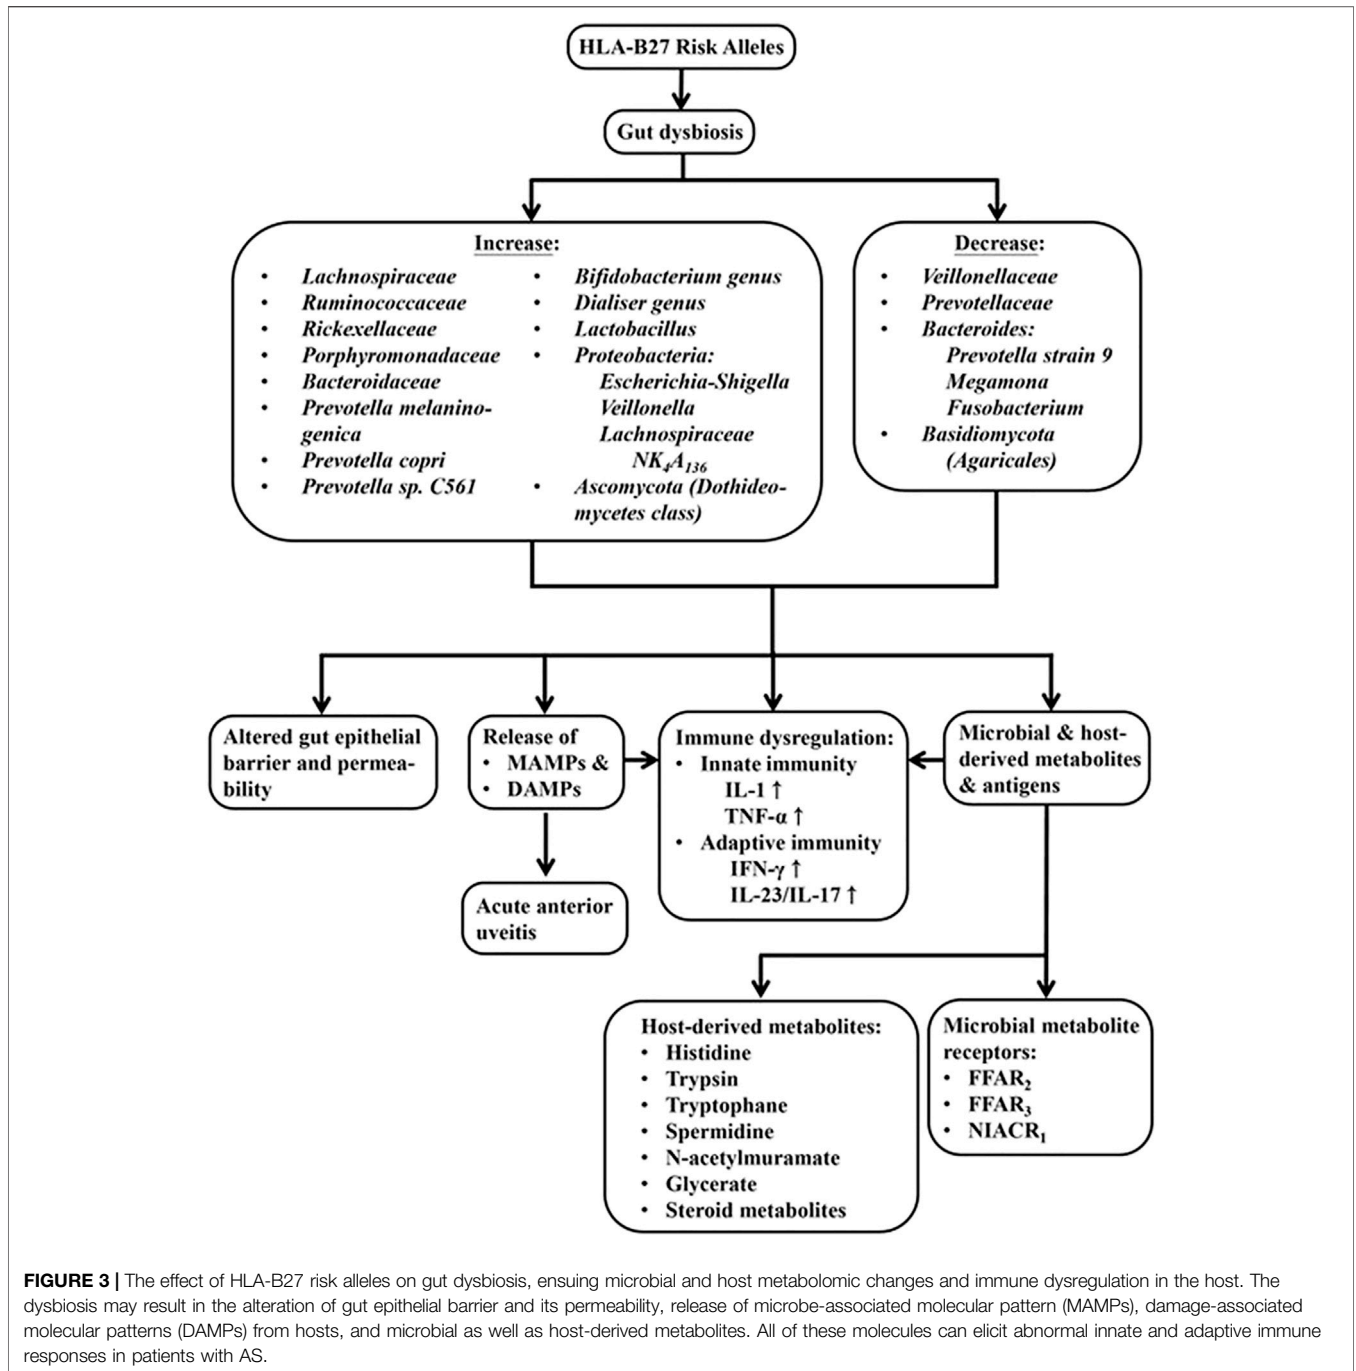 HLA-B27 Risk Alleles
Gut dysbiosis
Increase:
• Lachnospiraceae
• Ruminococcaceae
• Rickexellaceae
• Porphyromonadaceae
• Bacteroidaceae
• Prevotella melanino-
genica
• Prevotella copri
• Prevotella sp. C561
• Bifidobacterium genus
• Dialiser genus
• Lactobacillus
• Proteobacteria:
Escherichia-Shigella
Veillonella
Lachnospiraceae
NK₄A₁₃₆
• Ascomycota (Dothideo-
mycetes class)
Decrease:
• Veillonellaceae
• Prevotellaceae
• Bacteroides:
Prevotella strain 9
Megamona
Fusobacterium
• Basidiomycota
(Agaricales)
Altered gut epithelial
barrier and permea-
bility
Release of
• MAMPs &
• DAMPs
Immune dysregulation:
• Innate immunity
IL-1 ↑
TNF-α ↑
• Adaptive immunity
IFN-γ ↑
IL-23/IL-17 ↑
Microbial & host-
derived metabolites
& antigens
Acute anterior
uveitis
Host-derived metabolites:
• Histidine
• Trypsin
• Tryptophane
• Spermidine
• N-acetylmuramate
• Glycerate
• Steroid metabolites
Microbial metabolite
receptors:
• FFAR₂
• FFAR₃
• NIACR₁
FIGURE 3 | The effect of HLA-B27 risk alleles on gut dysbiosis, ensuing microbial and host metabolomic changes and immune dysregulation in the host. The
dysbiosis may result in the alteration of gut epithelial barrier and its permeability, release of microbe-associated molecular pattern (MAMPs), damage-associated
molecular patterns (DAMPs) from hosts, and microbial as well as host-derived metabolites. All of these molecules can elicit abnormal innate and adaptive immune
responses in patients with AS.